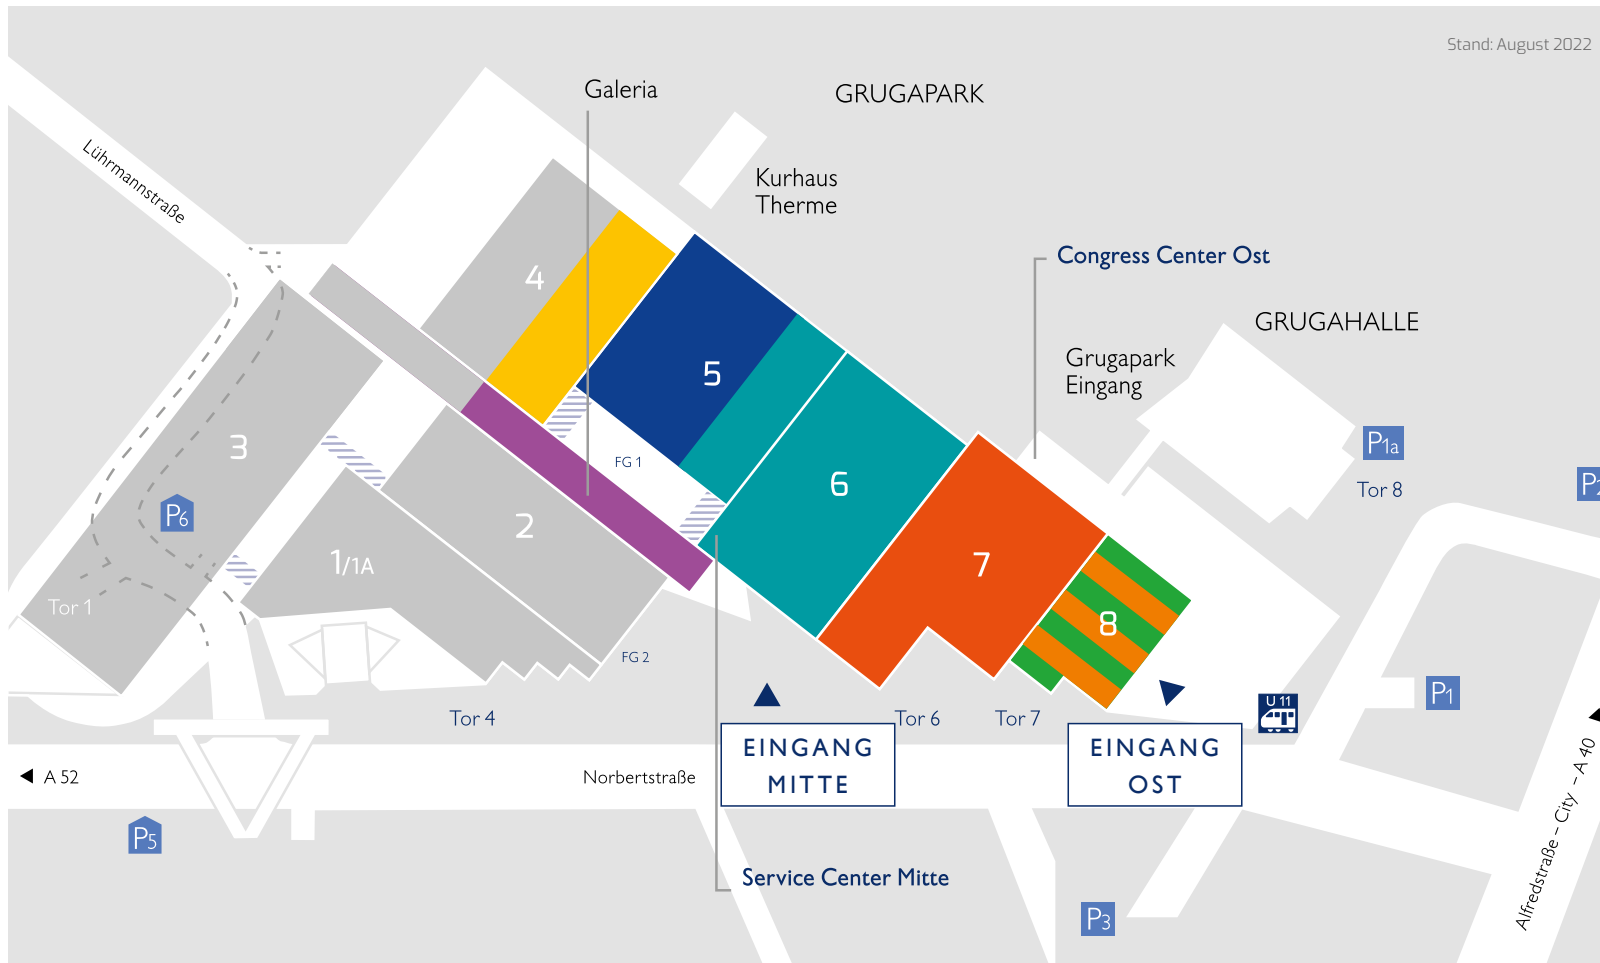 Stand: August 2022
Galeria
GRUGAPARK
Lührmannstraße
Kurhaus
Therme
Congress Center Ost
4
GRUGAHALLE
Grugapark
Eingang
5
3
P1a
FG 1
6
Tor 8
P6
2
1/1A
7
Tor 1
8
FG 2
P1
U 11
Tor 4
Tor 6
Tor 7
EINGANG
MITTE
EINGANG
OST
A 52
Norbertstraße
P5
Alfredstraße – City – A 40
Service Center Mitte
P3